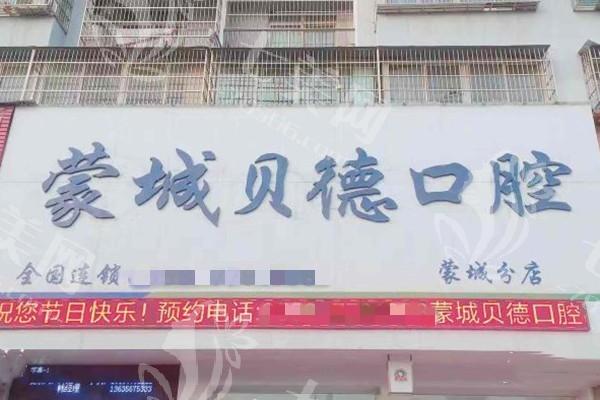 蒙城贝德口腔
全国连锁
蒙城分店
祝您节日快乐！预约电话
蒙城贝德口腔